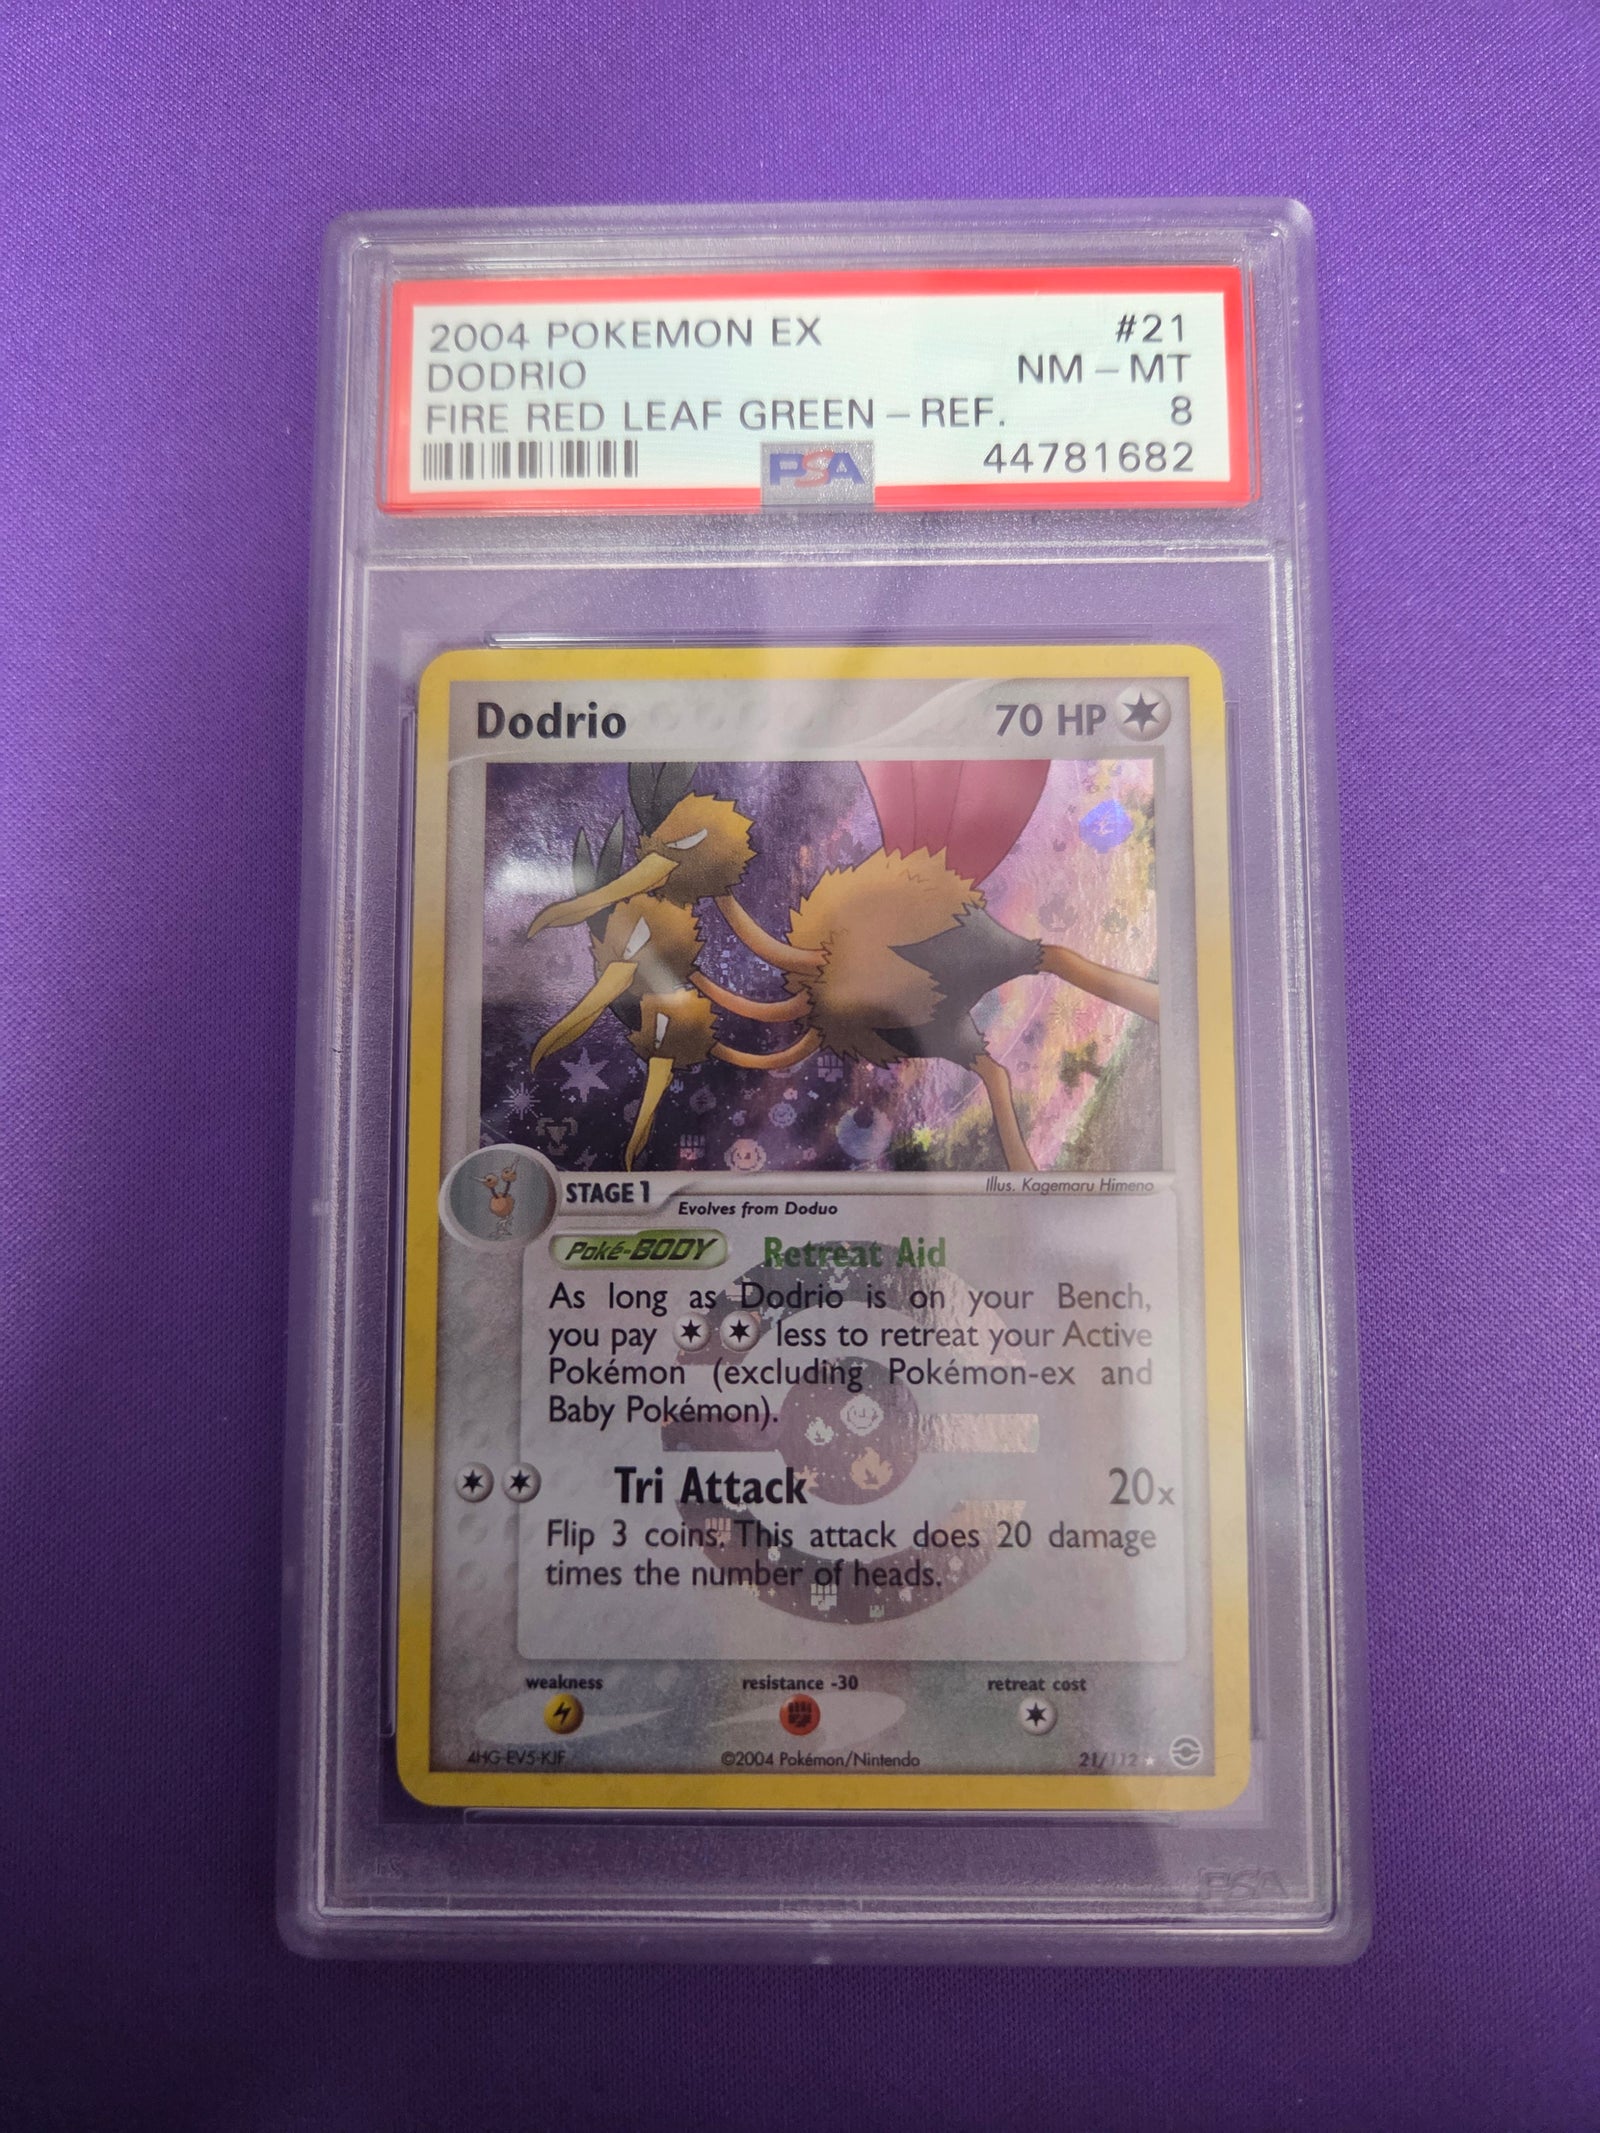 2004 POKEMON EX #21
DODRIO NM - MT
FIRE RED LEAF GREEN - REF. 8
PSA 44781682
Dodrio 70 HP
Illus. Kagemaru Himeno
STAGE 1 Evolves from Doduo
Poké-BODY Retreat Aid
As long as Dodrio is on your Bench,
you pay less to retreat your Active
Pokémon (excluding Pokémon-ex and
Baby Pokémon).
Tri Attack 20x
Flip 3 coins. This attack does 20 damage
times the number of heads.
weakness resistance -30 retreat cost
4HG-EV5-KJF ©2004 Pokémon/Nintendo 21/112
PSA